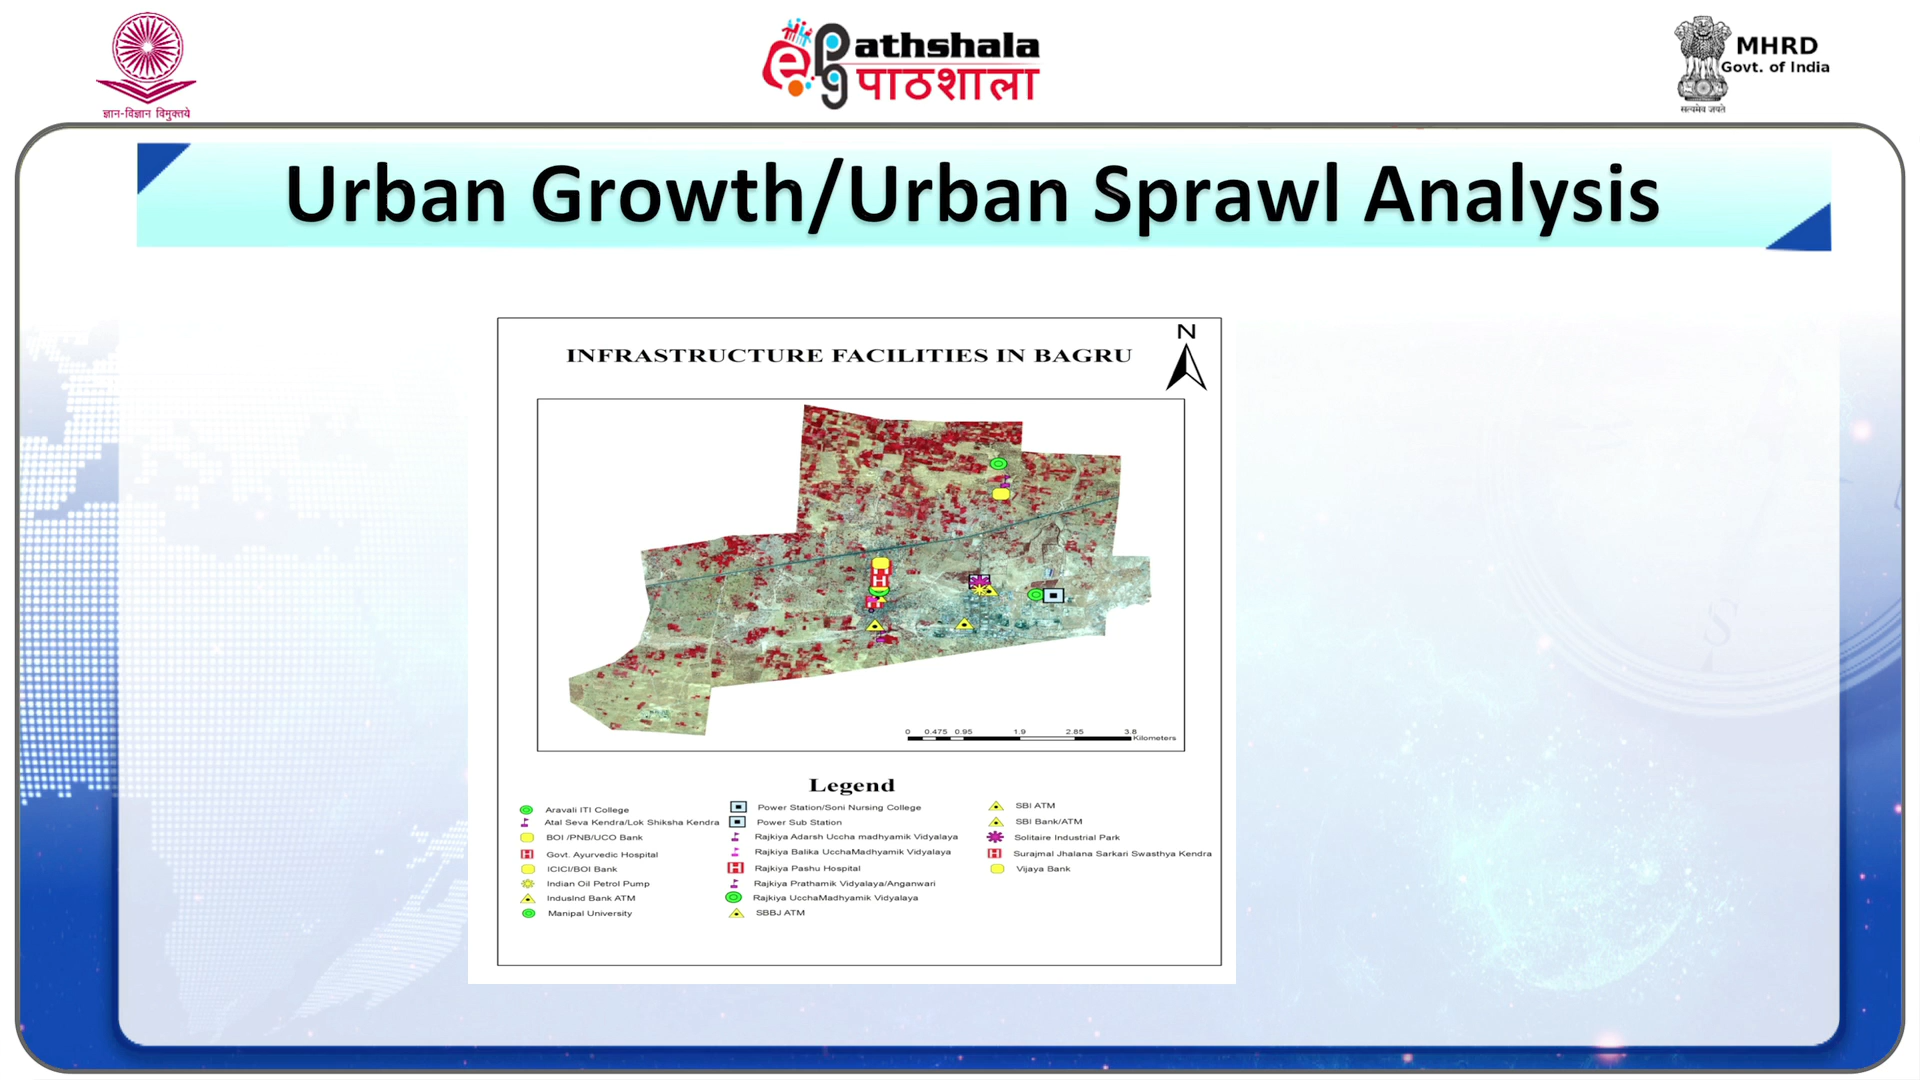 ज्ञान-विज्ञान विमुक्तये
ePGPathshala
पाठशाला
MHRD
Govt. of India
सत्यमेव जयते
Urban Growth/Urban Sprawl Analysis
N
INFRASTRUCTURE FACILITIES IN BAGRU
0 0.475 0.95 1.9 2.85 3.8
Kilometers
Legend
Aravali ITI College
Atal Seva Kendra/Lok Shiksha Kendra
BOI /PNB/UCO Bank
Govt. Ayurvedic Hospital
ICICI/BOI Bank
Indian Oil Petrol Pump
IndusInd Bank ATM
Manipal University
Power Station/Soni Nursing College
Power Sub Station
Rajkiya Adarsh Uccha madhyamik Vidyalaya
Rajkiya Balika UcchaMadhyamik Vidyalaya
Rajkiya Pashu Hospital
Rajkiya Prathamik Vidyalaya/Anganwari
Rajkiya UcchaMadhyamik Vidyalaya
SBBJ ATM
SBI ATM
SBI Bank/ATM
Solitaire Industrial Park
Surajmal Jhalana Sarkari Swasthya Kendra
Vijaya Bank